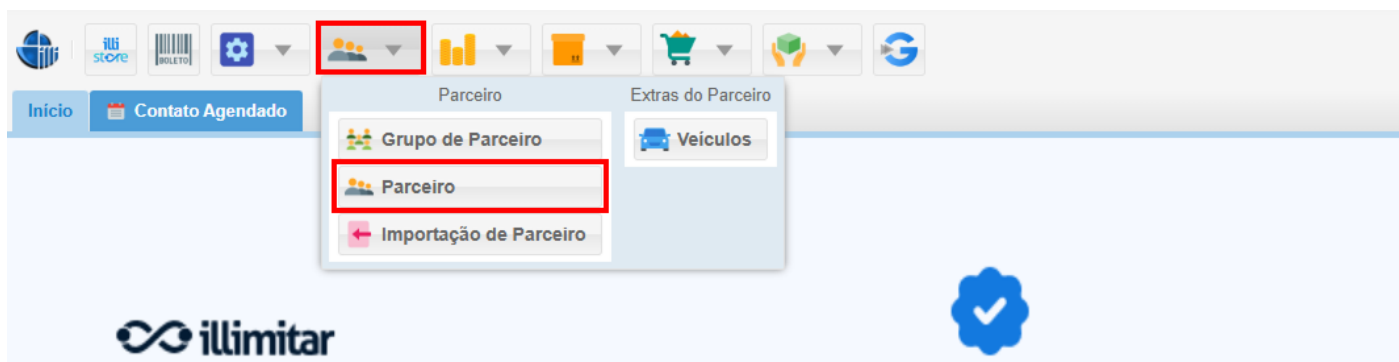 illi
illi
store
BOLETO
Parceiro
Extras do Parceiro
Início
Contato Agendado
Grupo de Parceiro
Veículos
Parceiro
Importação de Parceiro
illimitar